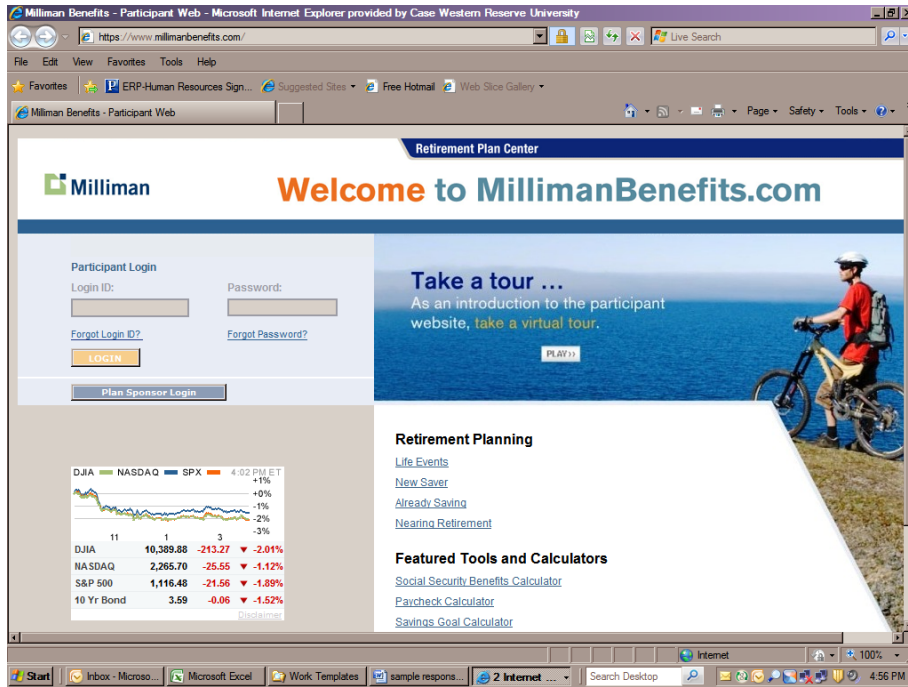 Milliman Benefits - Participant Web - Microsoft Internet Explorer provided by Case Western Reserve University
https://www.millimanbenefits.com/
Live Search
File Edit View Favorites Tools Help
Favorites ERP-Human Resources Sign... Suggested Sites Free Hotmail Web Slice Gallery
Milliman Benefits - Participant Web
Page Safety Tools
Retirement Plan Center
Milliman
Welcome to MillimanBenefits.com
Participant Login
Login ID: Password:
Forgot Login ID? Forgot Password?
LOGIN
Plan Sponsor Login
Take a tour ...
As an introduction to the participant
website, take a virtual tour.
PLAY>>
DJIA NASDAQ SPX 4:02 PM ET
+1%
+0%
-1%
-2%
-3%
11 1 3
DJIA 10,389.88 -213.27 ▼ -2.01%
NASDAQ 2,265.70 -25.55 ▼ -1.12%
S&P 500 1,116.48 -21.56 ▼ -1.89%
10 Yr Bond 3.59 -0.06 ▼ -1.52%
Disclaimer
Retirement Planning
Life Events
New Saver
Already Saving
Nearing Retirement
Featured Tools and Calculators
Social Security Benefits Calculator
Paycheck Calculator
Savings Goal Calculator
Internet 100%
Start Inbox - Microso... Microsoft Excel Work Templates sample respons... 2 Internet ... Search Desktop 4:56 PM